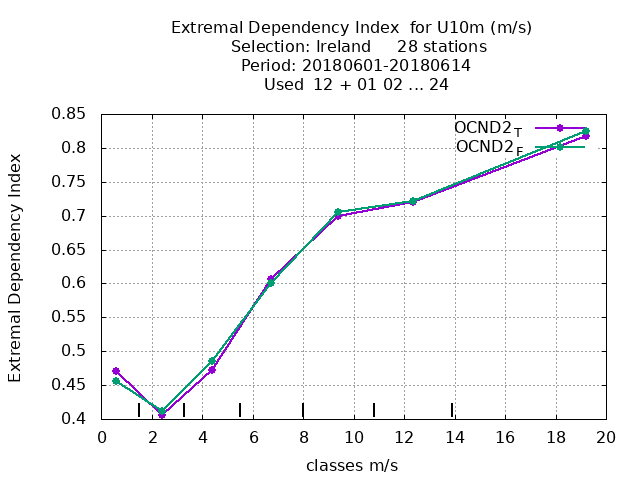 Extremal Dependency Index  for U10m (m/s)
Selection: Ireland     28 stations
Period: 20180601-20180614
Used  12 + 01 02 ... 24
OCND2T
OCND2F
Extremal Dependency Index
0.85
0.8
0.75
0.7
0.65
0.6
0.55
0.5
0.45
0.4
0 2 4 6 8 10 12 14 16 18 20
classes m/s